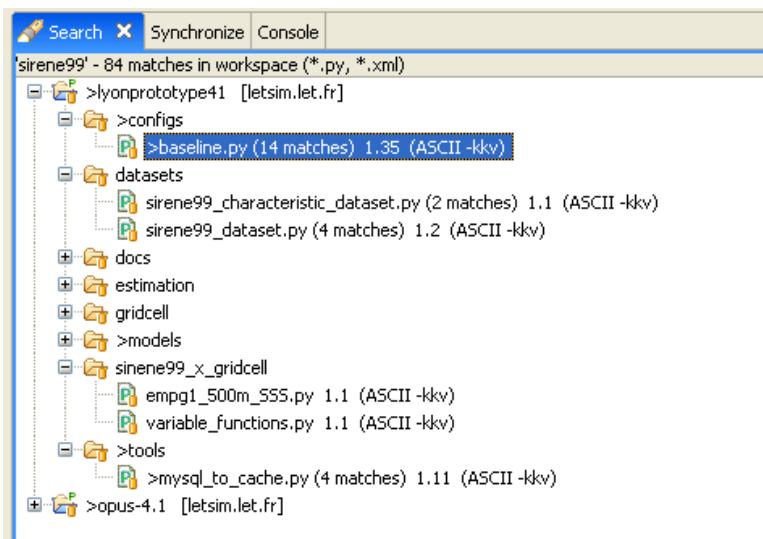 Search Synchronize Console
'sirene99' - 84 matches in workspace (*.py, *.xml)
>lyonprototype41 [letsim.let.fr]
>configs
>baseline.py (14 matches) 1.35 (ASCII -kkv)
datasets
sirene99_characteristic_dataset.py (2 matches) 1.1 (ASCII -kkv)
sirene99_dataset.py (4 matches) 1.2 (ASCII -kkv)
docs
estimation
gridcell
>models
sinene99_x_gridcell
empg1_500m_SSS.py 1.1 (ASCII -kkv)
variable_functions.py 1.1 (ASCII -kkv)
>tools
>mysql_to_cache.py (4 matches) 1.11 (ASCII -kkv)
>opus-4.1 [letsim.let.fr]